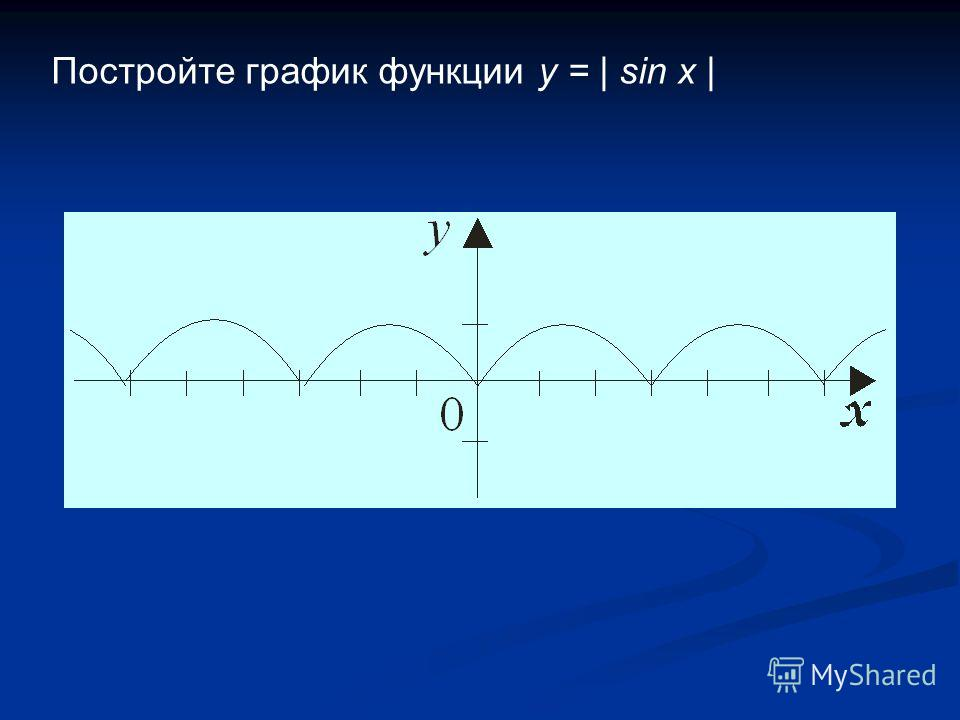 Постройте график функции y = | sin x |
y
0
x
MyShared